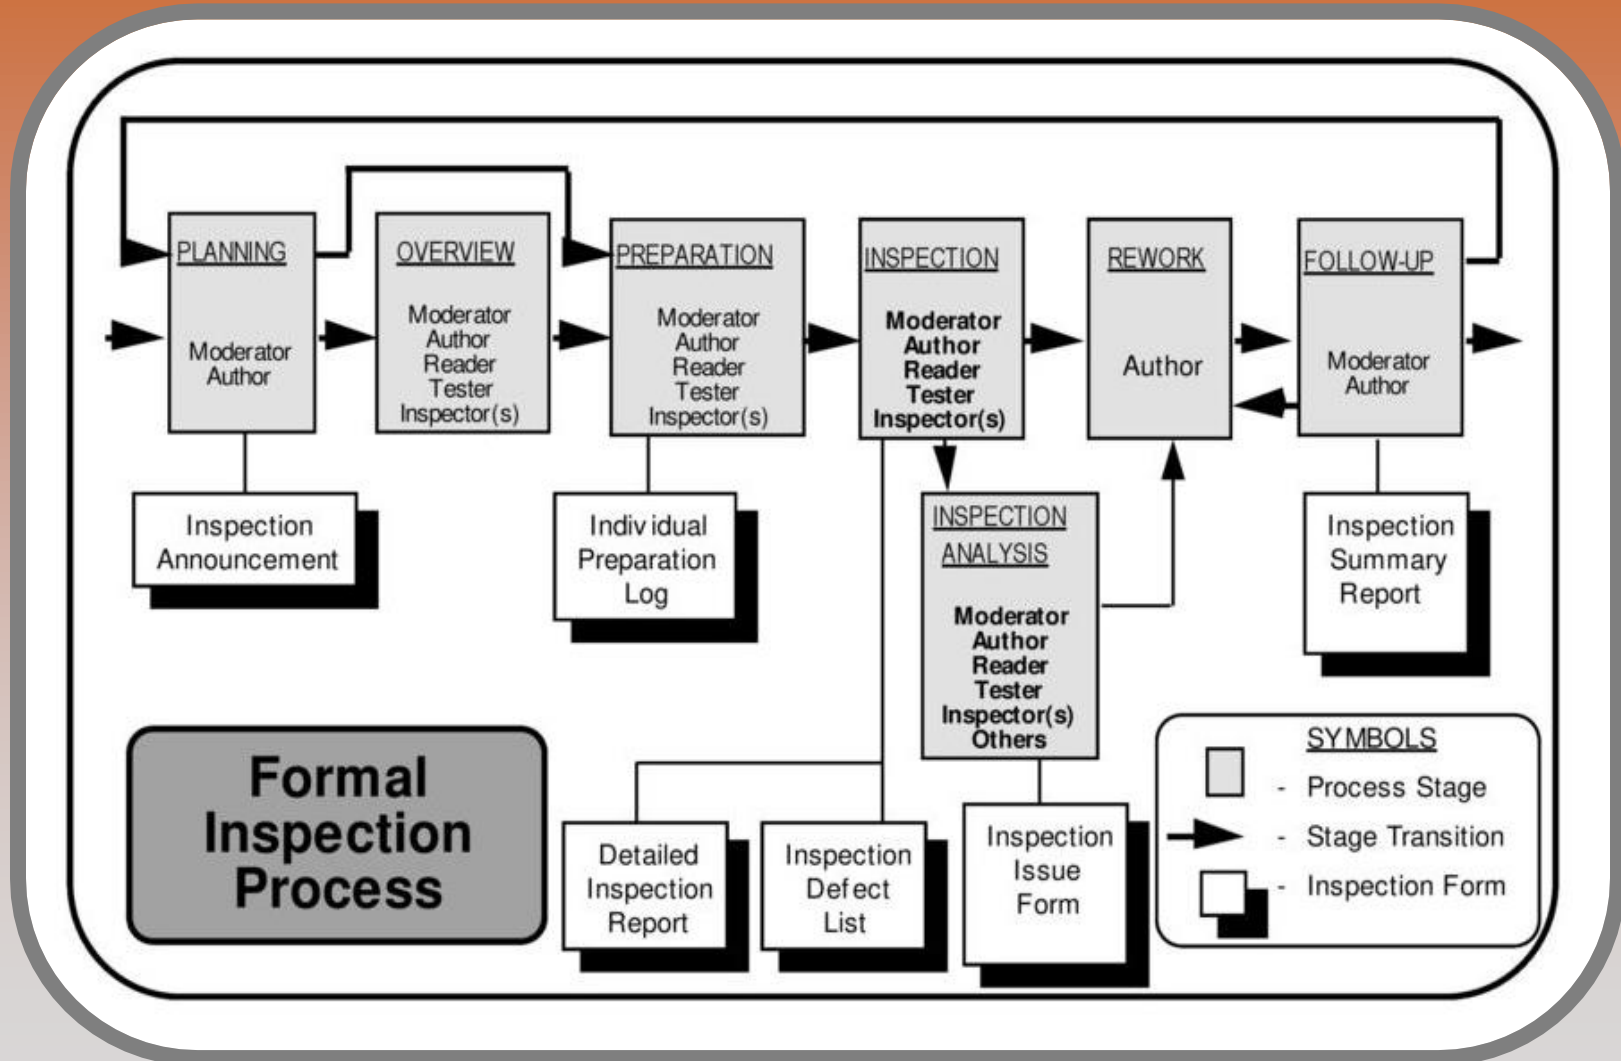 PLANNING
Moderator
Author
OVERVIEW
Moderator
Author
Reader
Tester
Inspector(s)
PREPARATION
Moderator
Author
Reader
Tester
Inspector(s)
INSPECTION
Moderator
Author
Reader
Tester
Inspector(s)
REWORK
Author
FOLLOW-UP
Moderator
Author
Inspection
Announcement
Individual
Preparation
Log
INSPECTION
ANALYSIS
Moderator
Author
Reader
Tester
Inspector(s)
Others
Inspection
Summary
Report
Formal
Inspection
Process
Detailed
Inspection
Report
Inspection
Defect
List
Inspection
Issue
Form
SYMBOLS
- Process Stage
- Stage Transition
- Inspection Form